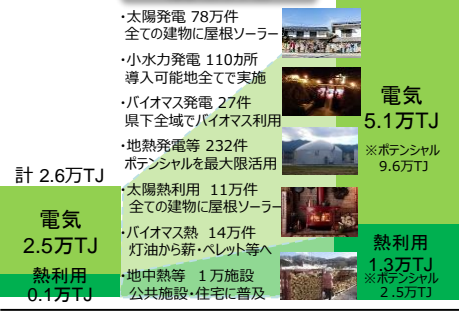 ・太陽発電 78万件
全ての建物に屋根ソーラー
・小水力発電 110カ所
導入可能地全てで実施
・バイオマス発電 27件
県下全域でバイオマス利用
・地熱発電等 232件
ポテンシャルを最大限活用
・太陽熱利用 11万件
全ての建物に屋根ソーラー
・バイオマス熱 14万件
灯油から薪・ペレット等へ
・地中熱等 １万施設
公共施設・住宅に普及
計 2.6万TJ
電気
2.5万TJ
熱利用
0.1万TJ
電気
5.1万TJ
※ポテンシャル
9.6万TJ
熱利用
1.3万TJ
※ポテンシャル
2.5万TJ